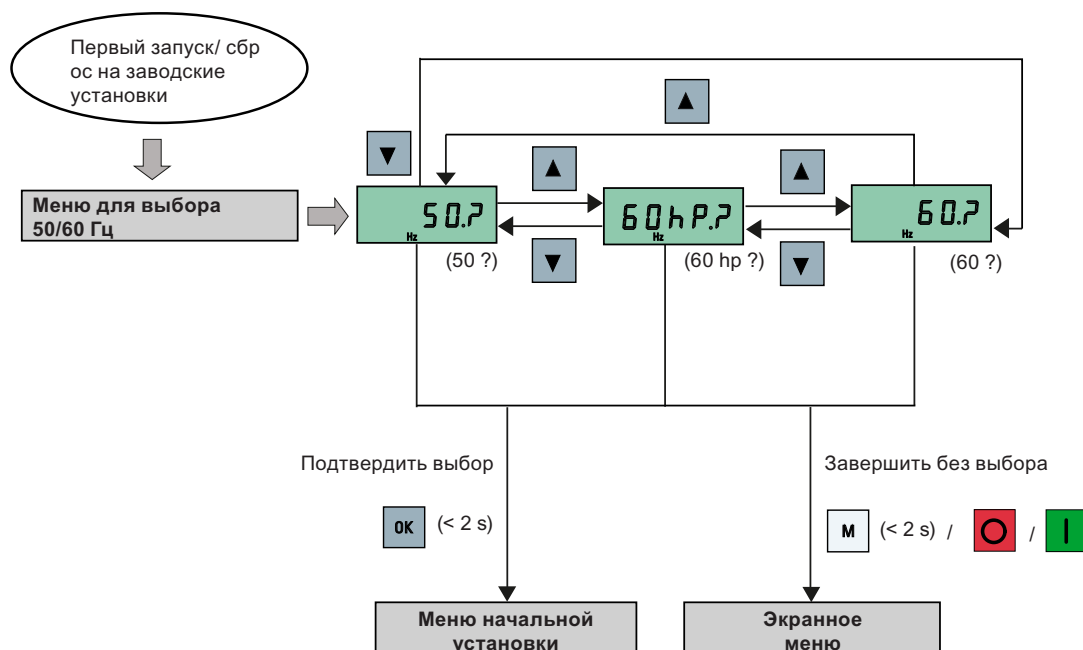 Первый запуск/ сбр
ос на заводские
установки
Меню для выбора
50/60 Гц
▼
▲
▲
▲
50.?
Hz
60hP.?
Hz
60.?
Hz
(50 ?)
▼
(60 hp ?)
▼
(60 ?)
Подтвердить выбор
Завершить без выбора
OK (< 2 s)
M (< 2 s) / O / I
Меню начальной
установки
Экранное
меню